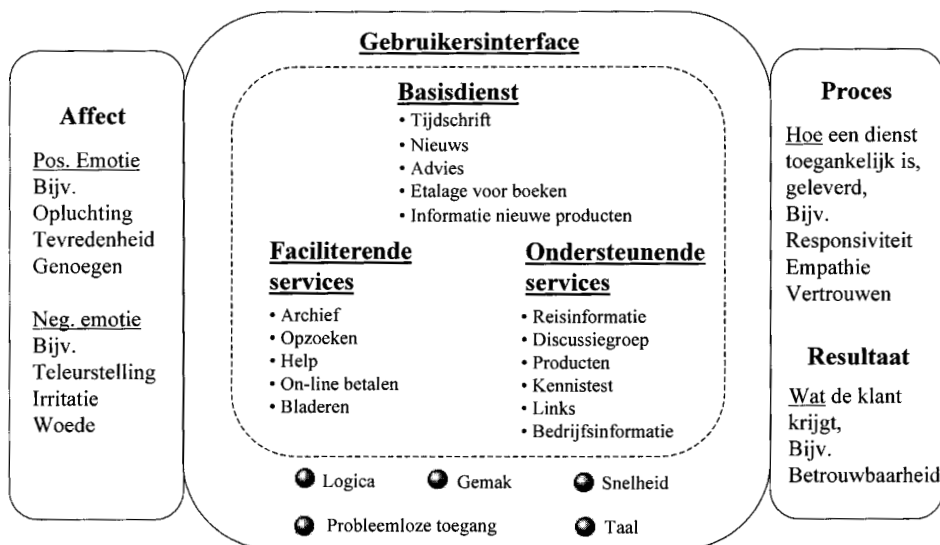 Affect
Pos. Emotie
Bijv.
Opluchting
Tevredenheid
Genoegen
Neg. emotie
Bijv.
Teleurstelling
Irritatie
Woede
Gebruikersinterface
Basisdienst
• Tijdschrift
• Nieuws
• Advies
• Etalage voor boeken
• Informatie nieuwe producten
Faciliterende
services
• Archief
• Opzoeken
• Help
• On-line betalen
• Bladeren
Ondersteunende
services
• Reisinformatie
• Discussiegroep
• Producten
• Kennistest
• Links
• Bedrijfsinformatie
Logica
Gemak
Snelheid
Probleemloze toegang
Taal
Proces
Hoe een dienst
toegankelijk is,
geleverd,
Bijv.
Responsiviteit
Empathie
Vertrouwen
Resultaat
Wat de klant
krijgt,
Bijv.
Betrouwbaarheid